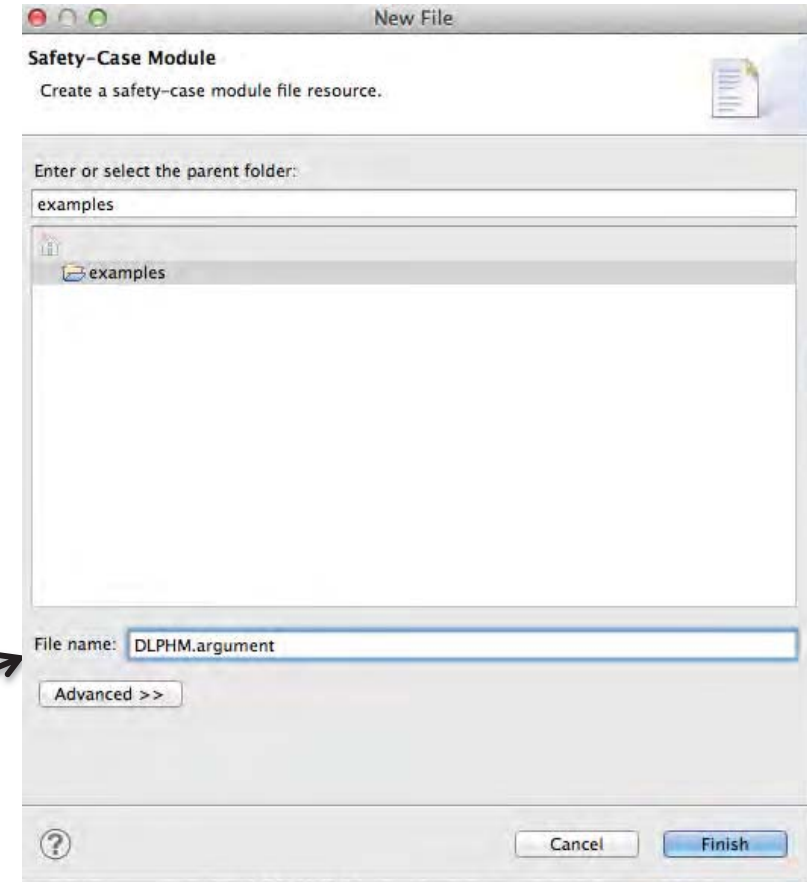 New File
Safety-Case Module
Create a safety-case module file resource.
Enter or select the parent folder:
examples
examples
File name: DLPHM.argument
Advanced >>
? Cancel Finish